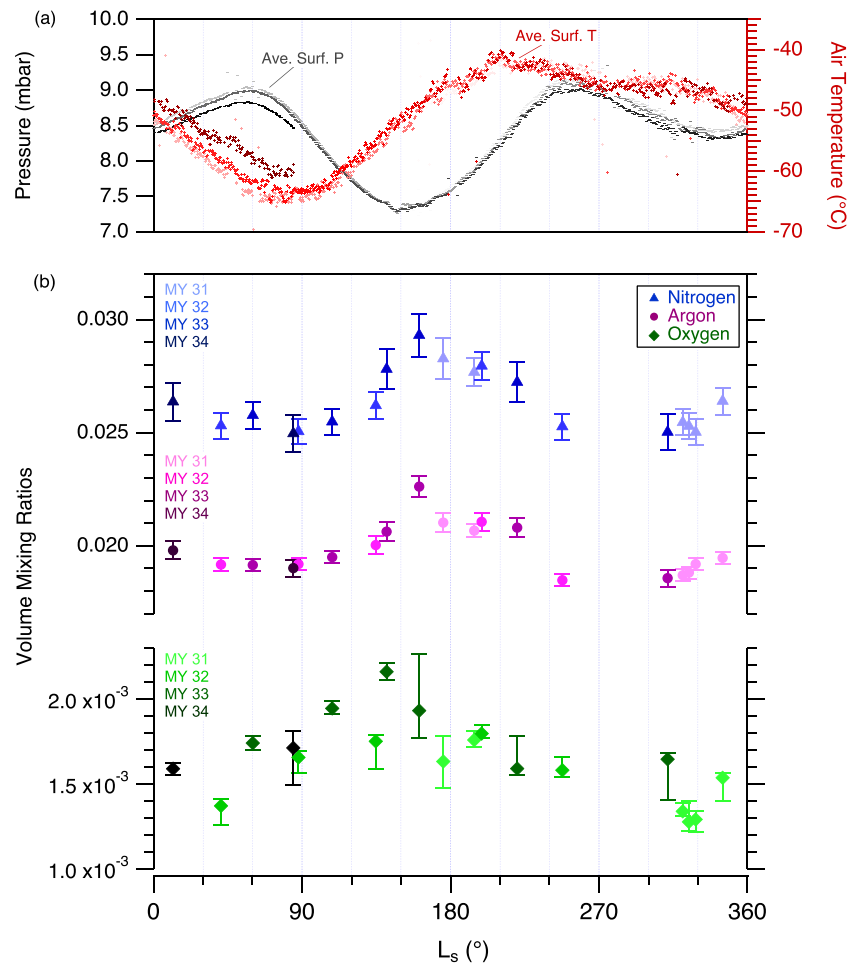 (a)
10.0
9.5
9.0
8.5
8.0
7.5
7.0
Pressure (mbar)
Ave. Surf. P
Ave. Surf. T
-40
-50
-60
-70
Air Temperature (°C)
(b)
MY 31
MY 32
MY 33
MY 34
Nitrogen
Argon
Oxygen
0.030
0.025
0.020
MY 31
MY 32
MY 33
MY 34
MY 31
MY 32
MY 33
MY 34
2.0 x10⁻³
1.5 x10⁻³
1.0 x10⁻³
Volume Mixing Ratios
0
90
180
270
360
Lₛ (°)